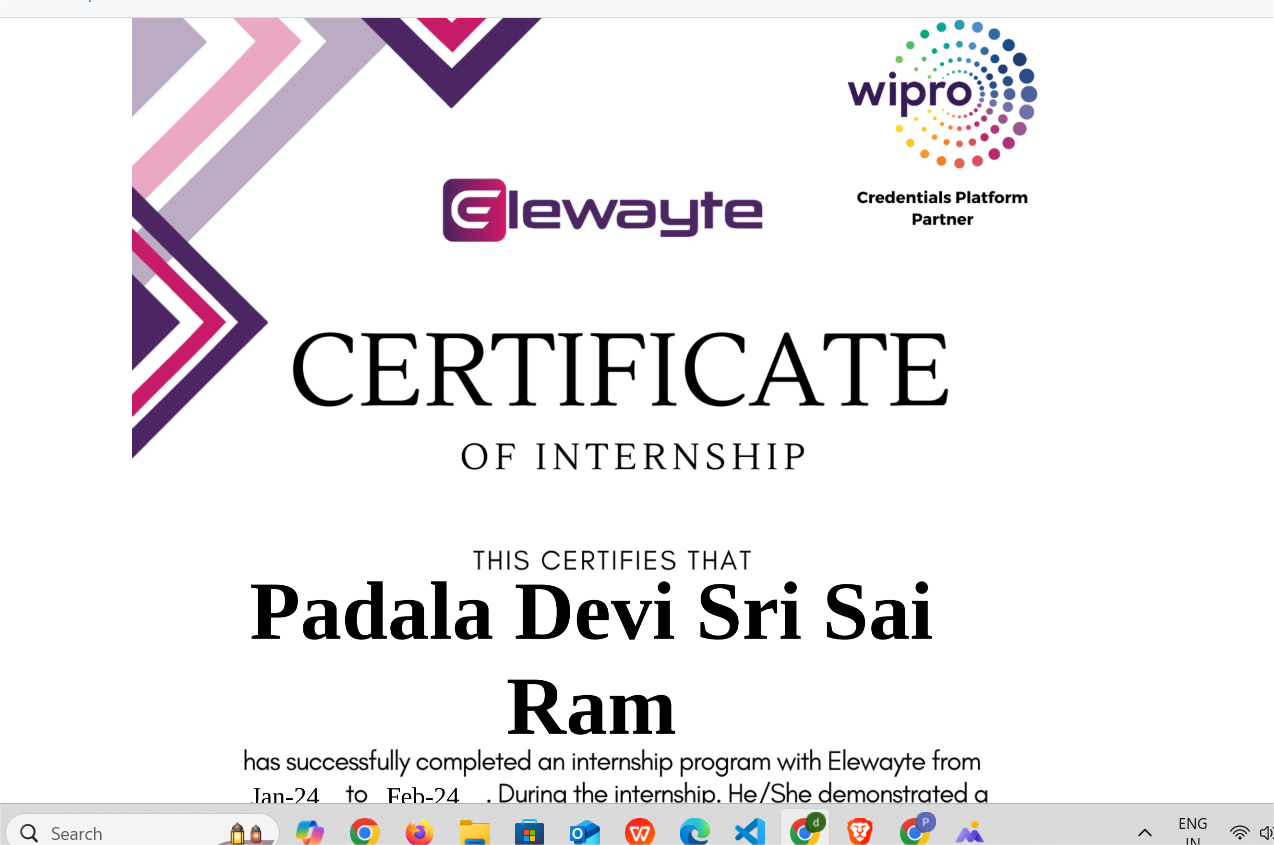 wipro
Credentials Platform
Partner
Elewayte
CERTIFICATE
OF INTERNSHIP
THIS CERTIFIES THAT
Padala Devi Sri Sai
Ram
has successfully completed an internship program with Elewayte from
Jan-24 to Feb-24 . During the internship. He/She demonstrated a
Search
ENG
IN
d
P